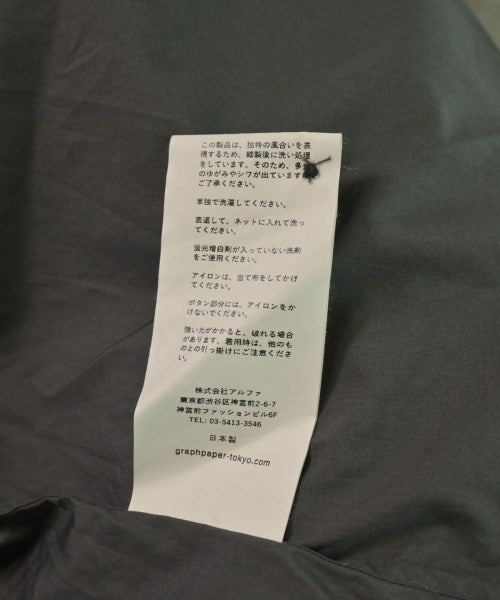 この製品は、独特の風合いを表
現するため、縫製後に洗い処理
をしています。そのため、多
のゆがみやシワが出ています
ご了承ください。
単独で洗濯してください。
裏返して、ネットに入れて洗っ
てください。
蛍光増白剤が入っていない洗剤
をご使用ください。
アイロンは、当て布をしてかけ
てください。
ボタン部分には、アイロンをか
けないでください。
強い力がかかると、破れる場合
があります。着用時は、他のも
のとの引っ掛けにご注意くださ
い。
株式会社アルファ
東京都渋谷区神宮前2-6-7
神宮前ファッションビル6F
TEL: 03-5413-3546
日本製
graphpaper-tokyo.com